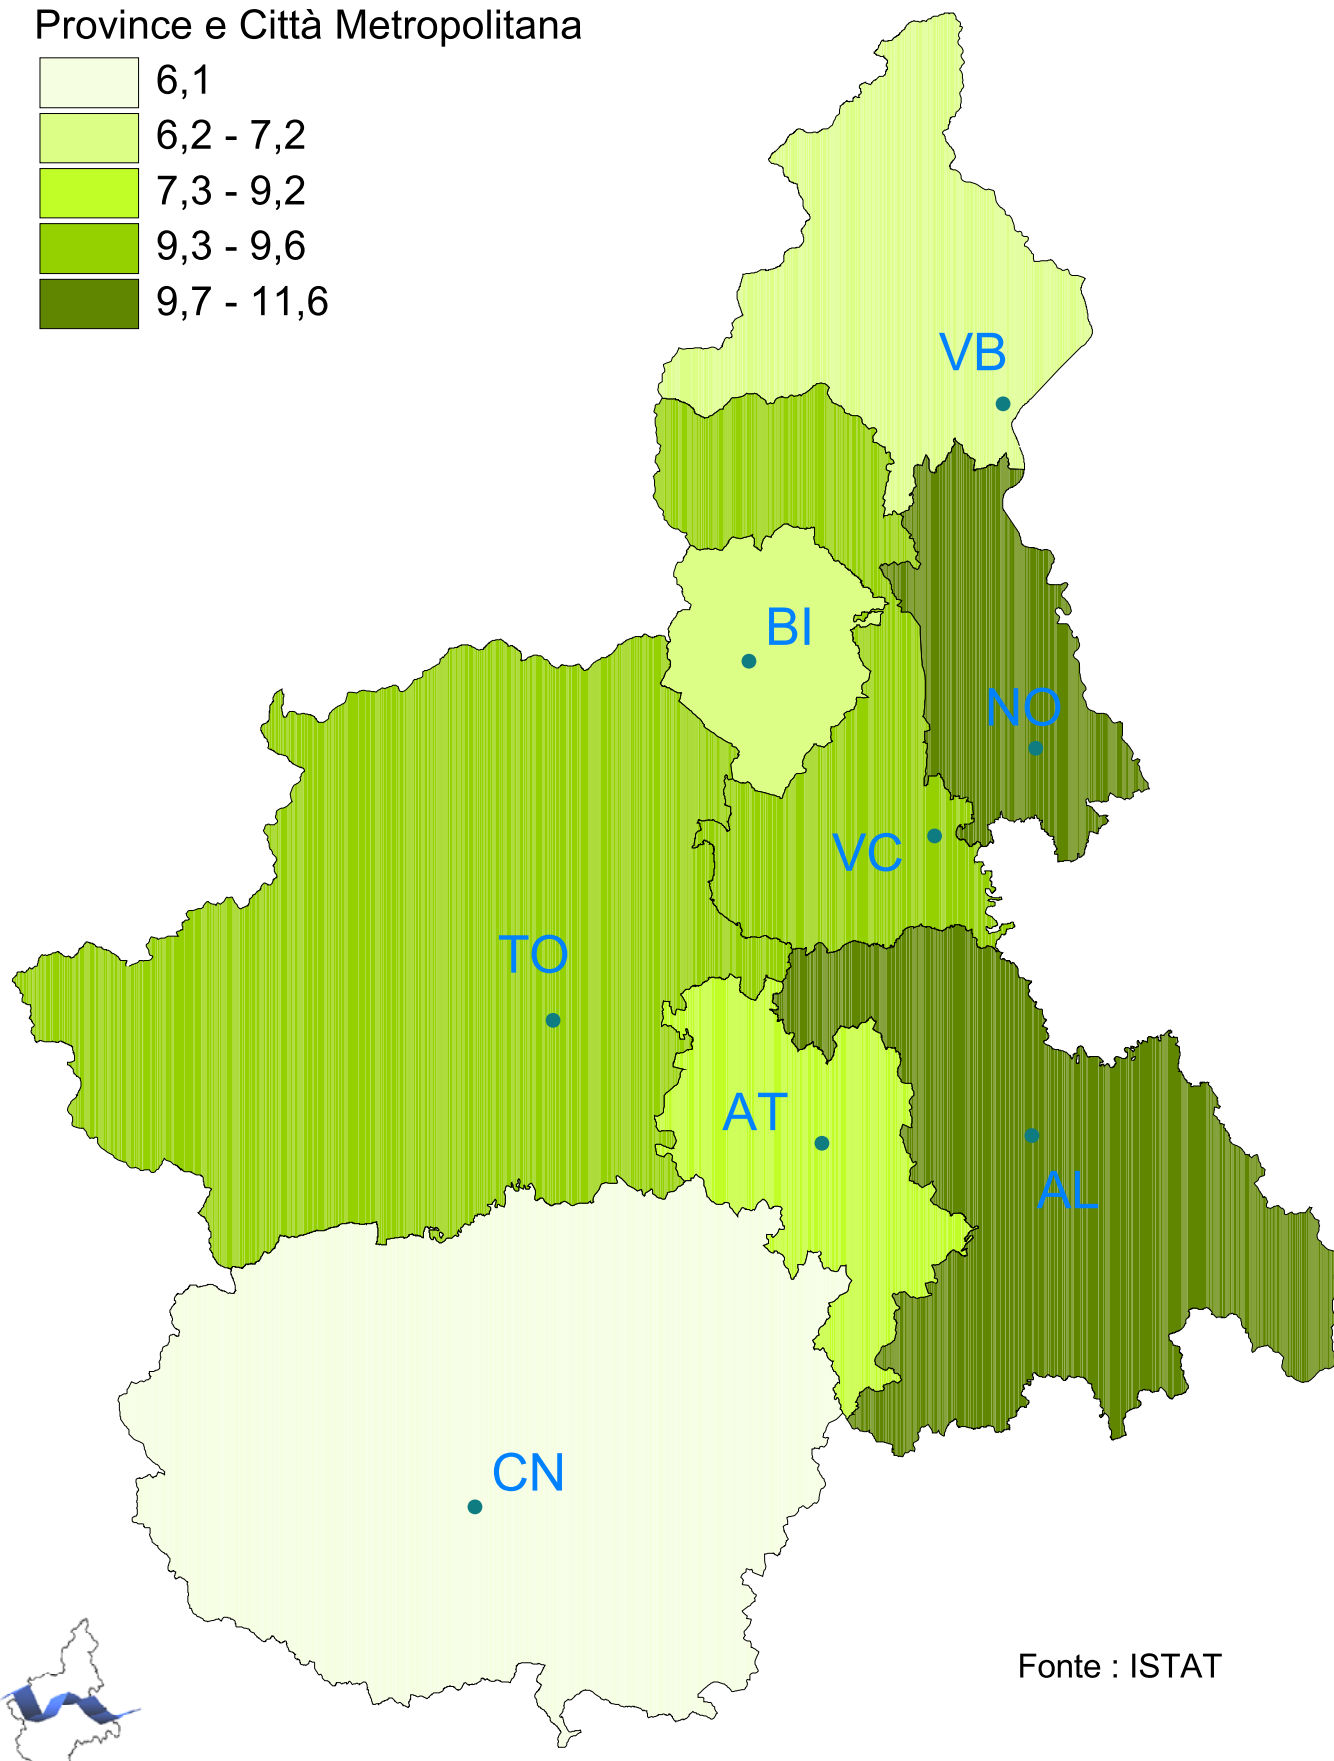 Province e Città Metropolitana
6,1
6,2 - 7,2
7,3 - 9,2
9,3 - 9,6
9,7 - 11,6
VB
BI
NO
VC
TO
AT
AL
CN
Fonte : ISTAT